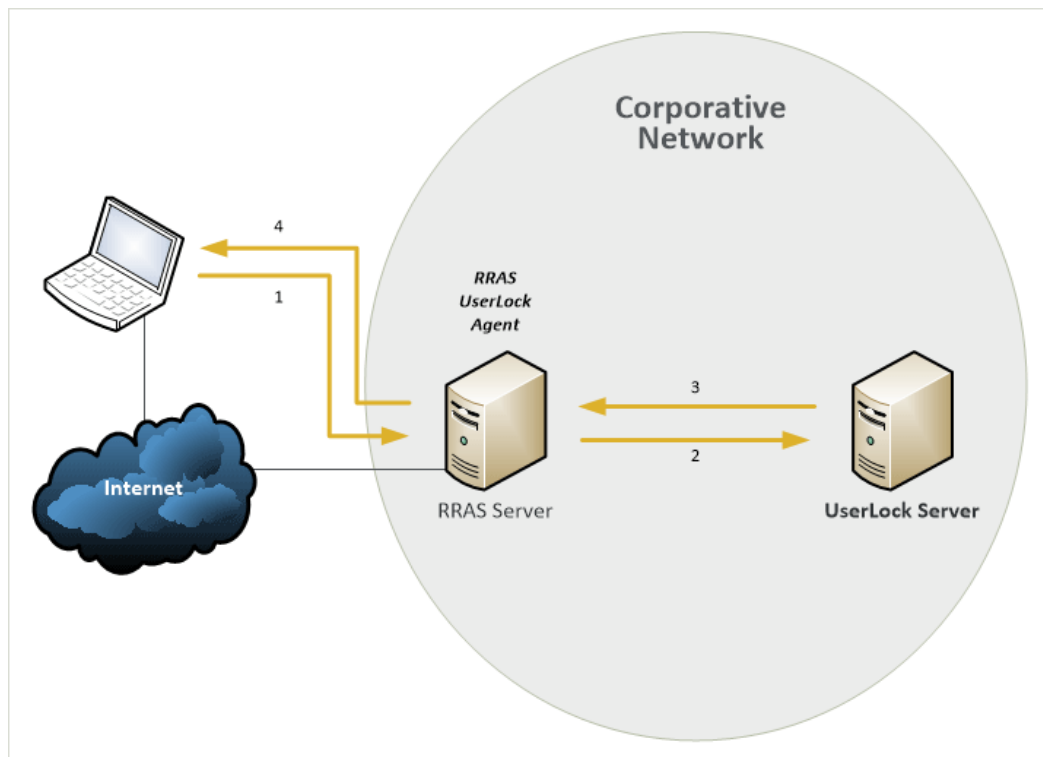 Corporative
Network
4
1
RRAS
UserLock
Agent
3
2
Internet
RRAS Server
UserLock Server